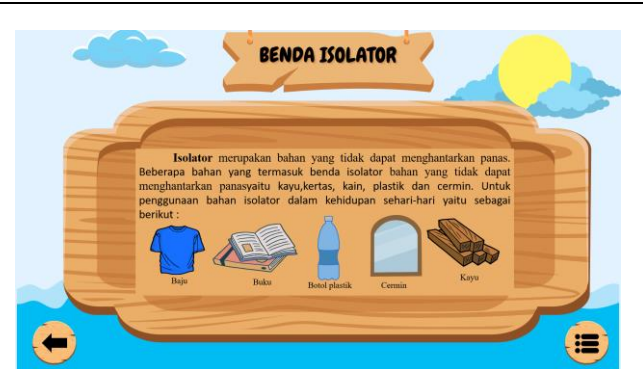 BENDA ISOLATOR
Isolator merupakan bahan yang tidak dapat menghantarkan panas.
Beberapa bahan yang termasuk benda isolator bahan yang tidak dapat
menghantarkan panasyaitu kayu,kertas, kain, plastik dan cermin. Untuk
penggunaan bahan isolator dalam kehidupan sehari-hari yaitu sebagai
berikut :
Baju
Buku
Botol plastik
Cermin
Kayu